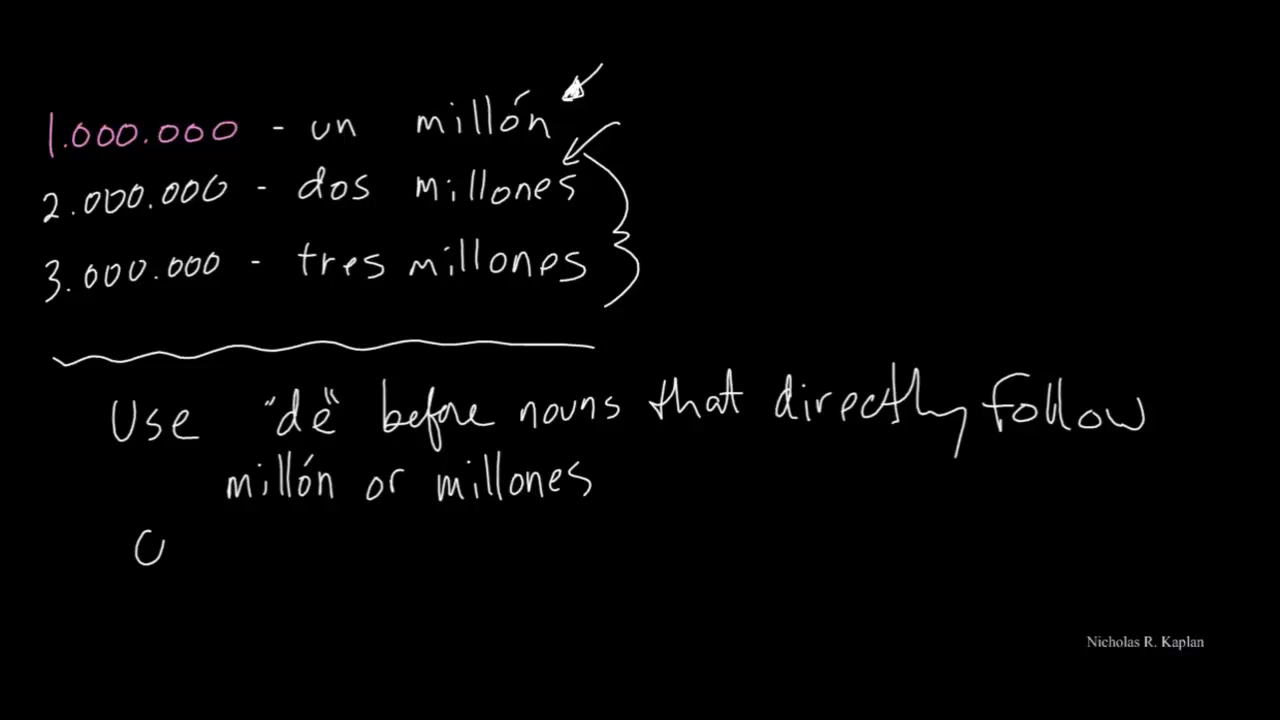 1.000.000 - un millón
2.000.000 - dos millones
3.000.000 - tres millones
Use "de" before nouns that directly follow
millón or millones
Nicholas R. Kaplan